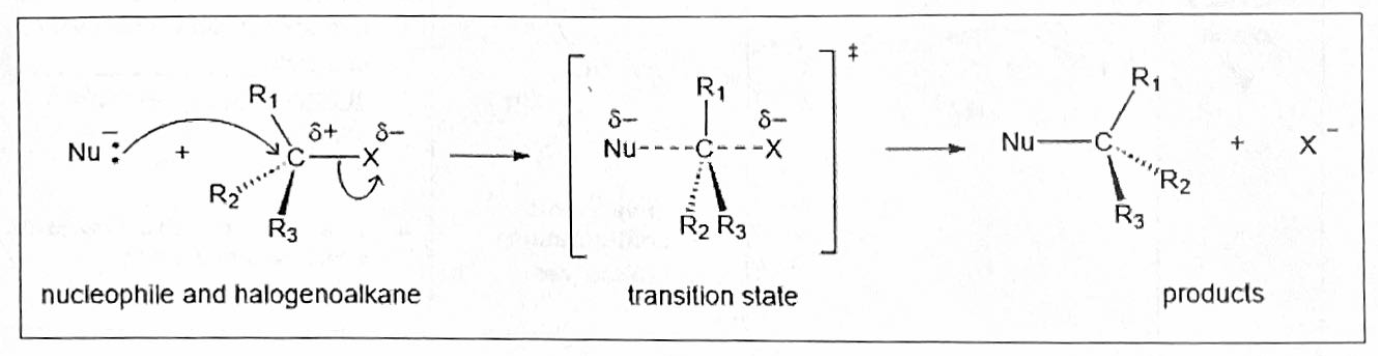 R₁ δ+ δ− Nu⁻: + C X R₂ R₃
δ− R₁ δ− Nu C X R₂ R₃ ‡
R₁ Nu C R₂ R₃ + X⁻
nucleophile and halogenoalkane
transition state
products